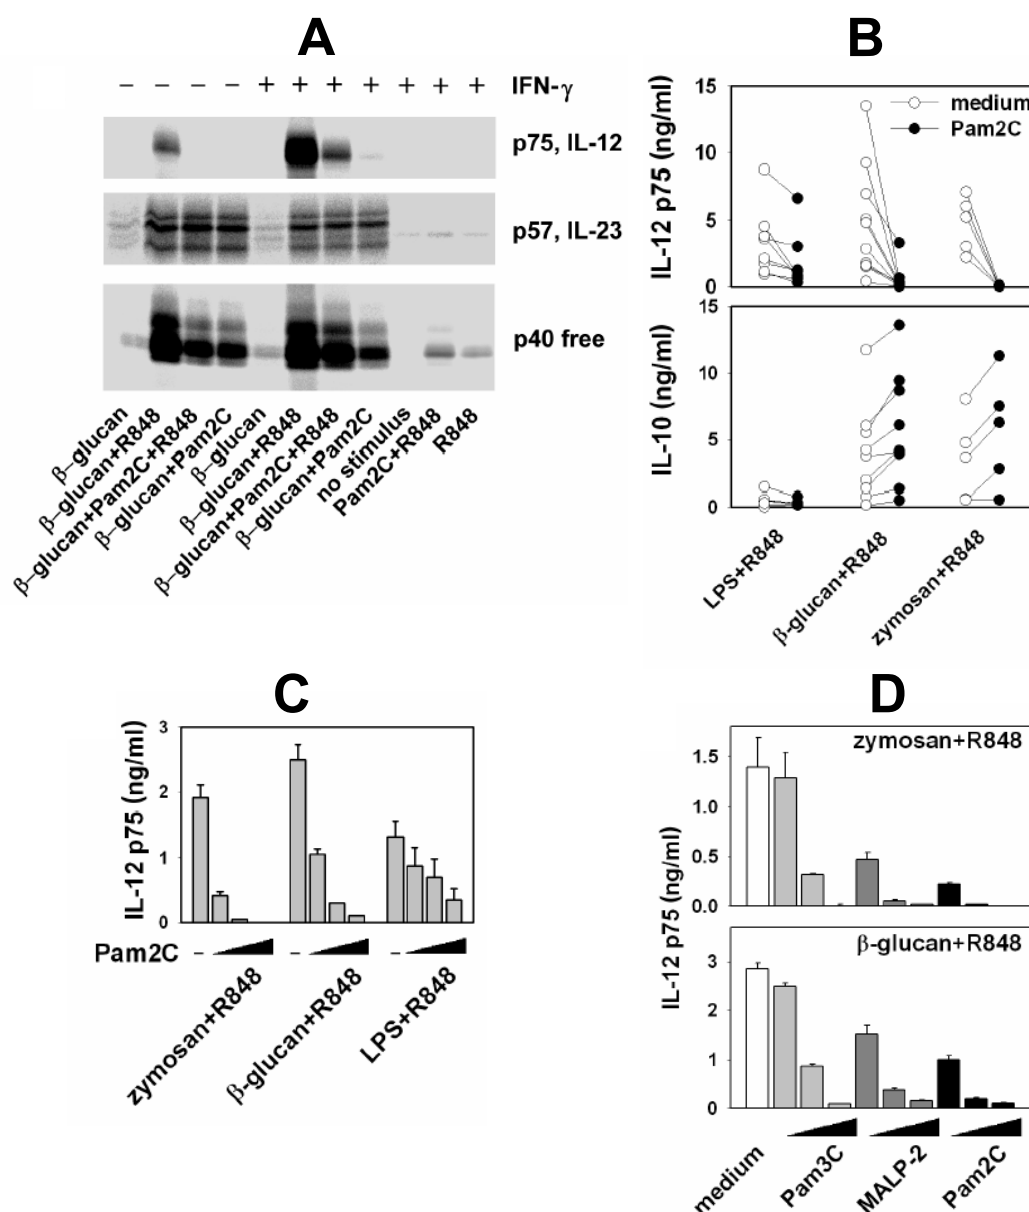 A
B
− − − − + + + + + + + IFN-γ
p75, IL-12
p57, IL-23
p40 free
β–glucan
β–glucan+R848
β–glucan+Pam2C+R848
β–glucan+Pam2C
β–glucan
β–glucan+R848
β–glucan+Pam2C+R848
β–glucan+Pam2C
no stimulus
Pam2C+R848
R848
IL-12 p75 (ng/ml)
15
10
5
0
medium
Pam2C
IL-10 (ng/ml)
15
10
5
0
LPS+R848
β-glucan+R848
zymosan+R848
C
D
IL-12 p75 (ng/ml)
3
2
1
0
Pam2C – – –
zymosan+R848
β-glucan+R848
LPS+R848
IL-12 p75 (ng/ml)
zymosan+R848
1.5
1.0
0.5
0.0
β-glucan+R848
3
2
1
0
medium
Pam3C
MALP-2
Pam2C